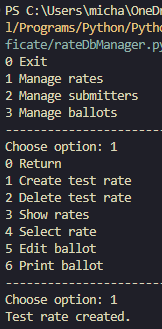 PS C:\Users\micha\OneDr
l/Programs/Python/Pytho
ficate/rateDbManager.py
0 Exit
1 Manage rates
2 Manage submitters
3 Manage ballots
-----------------------
Choose option: 1
0 Return
1 Create test rate
2 Delete test rate
3 Show rates
4 Select rate
5 Edit ballot
6 Print ballot
-----------------------
Choose option: 1
Test rate created.